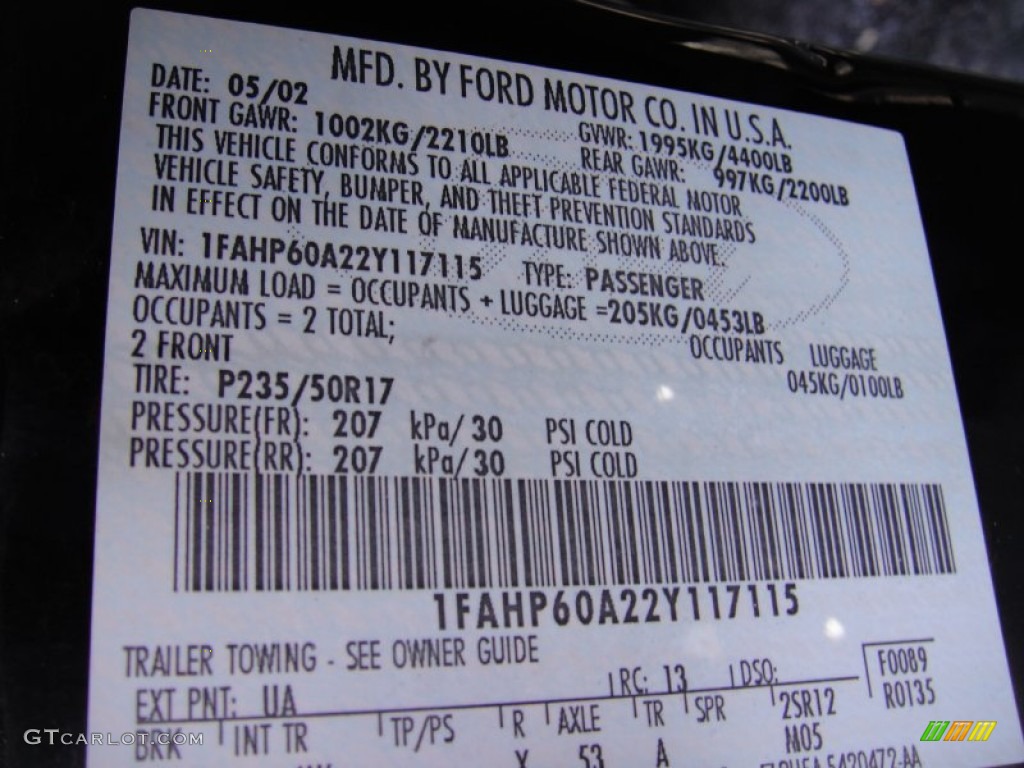 MFD. BY FORD MOTOR CO. IN U.S.A.
DATE: 05/02 GVWR: 1995KG/4400LB
FRONT GAWR: 1002KG/2210LB REAR GAWR: 997KG/2200LB
THIS VEHICLE CONFORMS TO ALL APPLICABLE FEDERAL MOTOR
VEHICLE SAFETY, BUMPER, AND THEFT PREVENTION STANDARDS
IN EFFECT ON THE DATE OF MANUFACTURE SHOWN ABOVE.
VIN: 1FAHP60A22Y117115 TYPE: PASSENGER
MAXIMUM LOAD = OCCUPANTS + LUGGAGE =205KG/0453LB
OCCUPANTS = 2 TOTAL; OCCUPANTS LUGGAGE
2 FRONT 045KG/0100LB
TIRE: P235/50R17
PRESSURE(FR): 207 kPa/ 30 PSI COLD
PRESSURE(RR): 207 kPa/ 30 PSI COLD
1FAHP60A22Y117115
TRAILER TOWING - SEE OWNER GUIDE
EXT PNT: UA RC: 13 DSO: F0089
R0135
BRK INT TR TP/PS R AXLE TR SPR 2SR12
Y 53 A M05
5420472-AA
GTCARLOT.COM